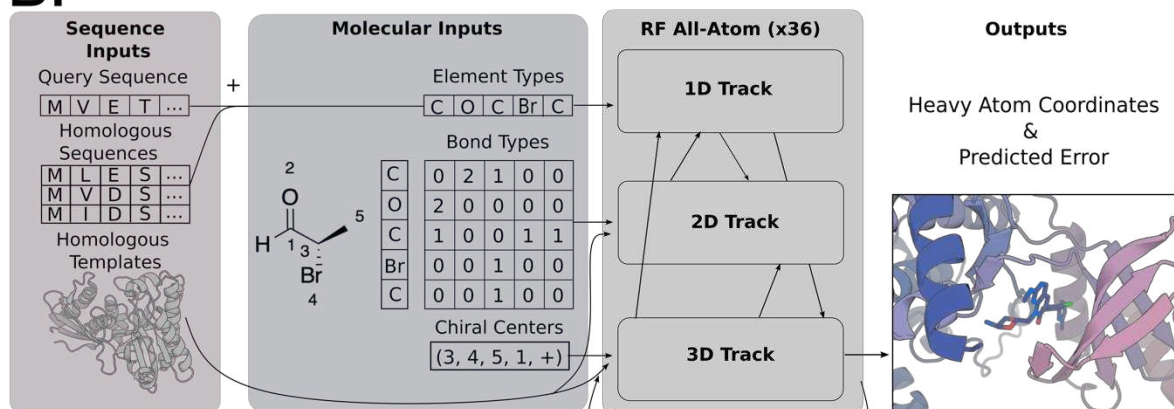 Sequence
Inputs
Query Sequence
M V E T ...
Homologous
Sequences
M L E S ...
M V D S ...
M I D S ...
Homologous
Templates
+
Molecular Inputs
Element Types
C O C Br C
Bond Types
C 0 2 1 0 0
O 2 0 0 0 0
C 1 0 0 1 1
Br 0 0 1 0 0
C 0 0 1 0 0
2
O
5
H 1 3
Br
4
Chiral Centers
(3, 4, 5, 1, +)
RF All-Atom (x36)
1D Track
2D Track
3D Track
Outputs
Heavy Atom Coordinates
&
Predicted Error